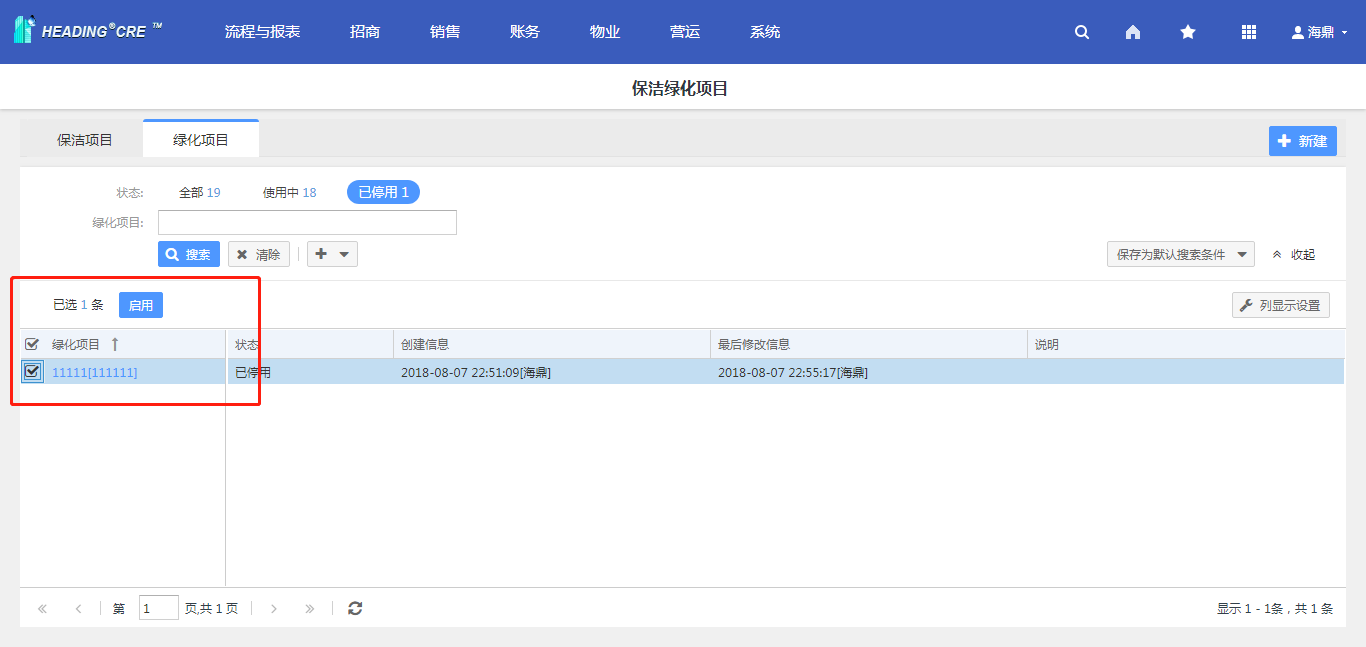 HEADING®CRE ™ 流程与报表 招商 销售 账务 物业 营运 系统 海鼎
保洁绿化项目
保洁项目 绿化项目 新建
状态: 全部 19 使用中 18 已停用 1
绿化项目:
搜索 清除 保存为默认搜索条件 收起
已选 1 条 启用 列显示设置
绿化项目 ↑ 状态 创建信息 最后修改信息 说明
11111[111111] 已停用 2018-08-07 22:51:09[海鼎] 2018-08-07 22:55:17[海鼎]
第 1 页,共 1 页 显示 1 - 1条，共 1 条